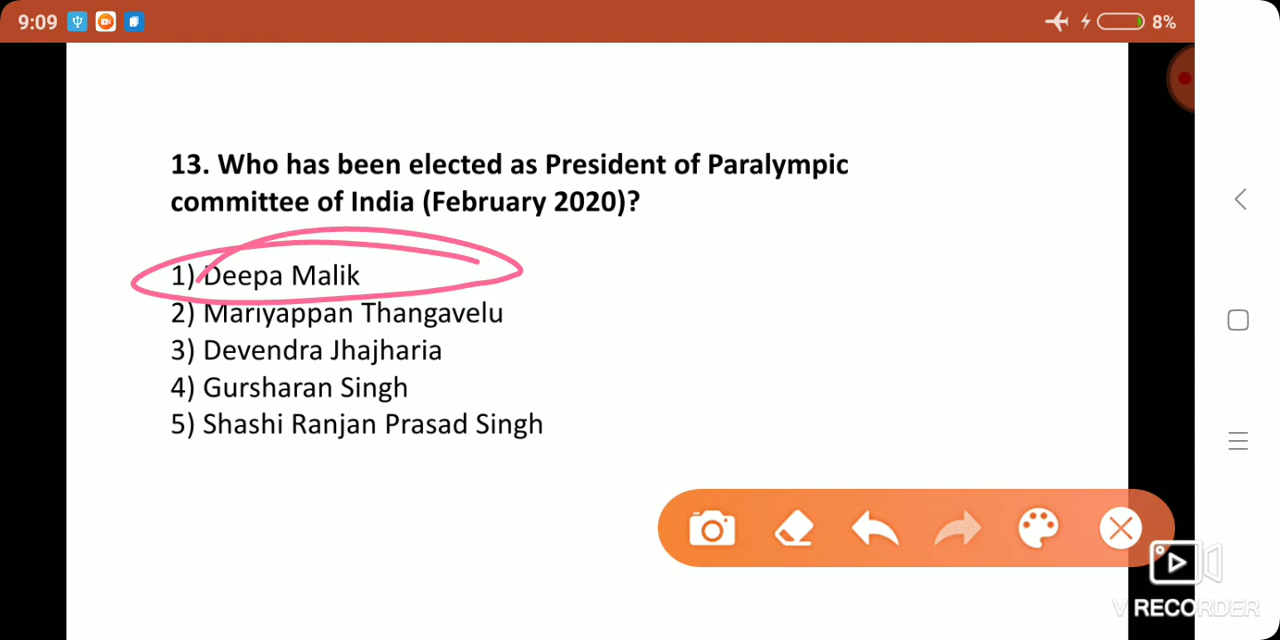 9:09
8%
13. Who has been elected as President of Paralympic
committee of India (February 2020)?
1) Deepa Malik
2) Mariyappan Thangavelu
3) Devendra Jhajharia
4) Gursharan Singh
5) Shashi Ranjan Prasad Singh
V RECORDER